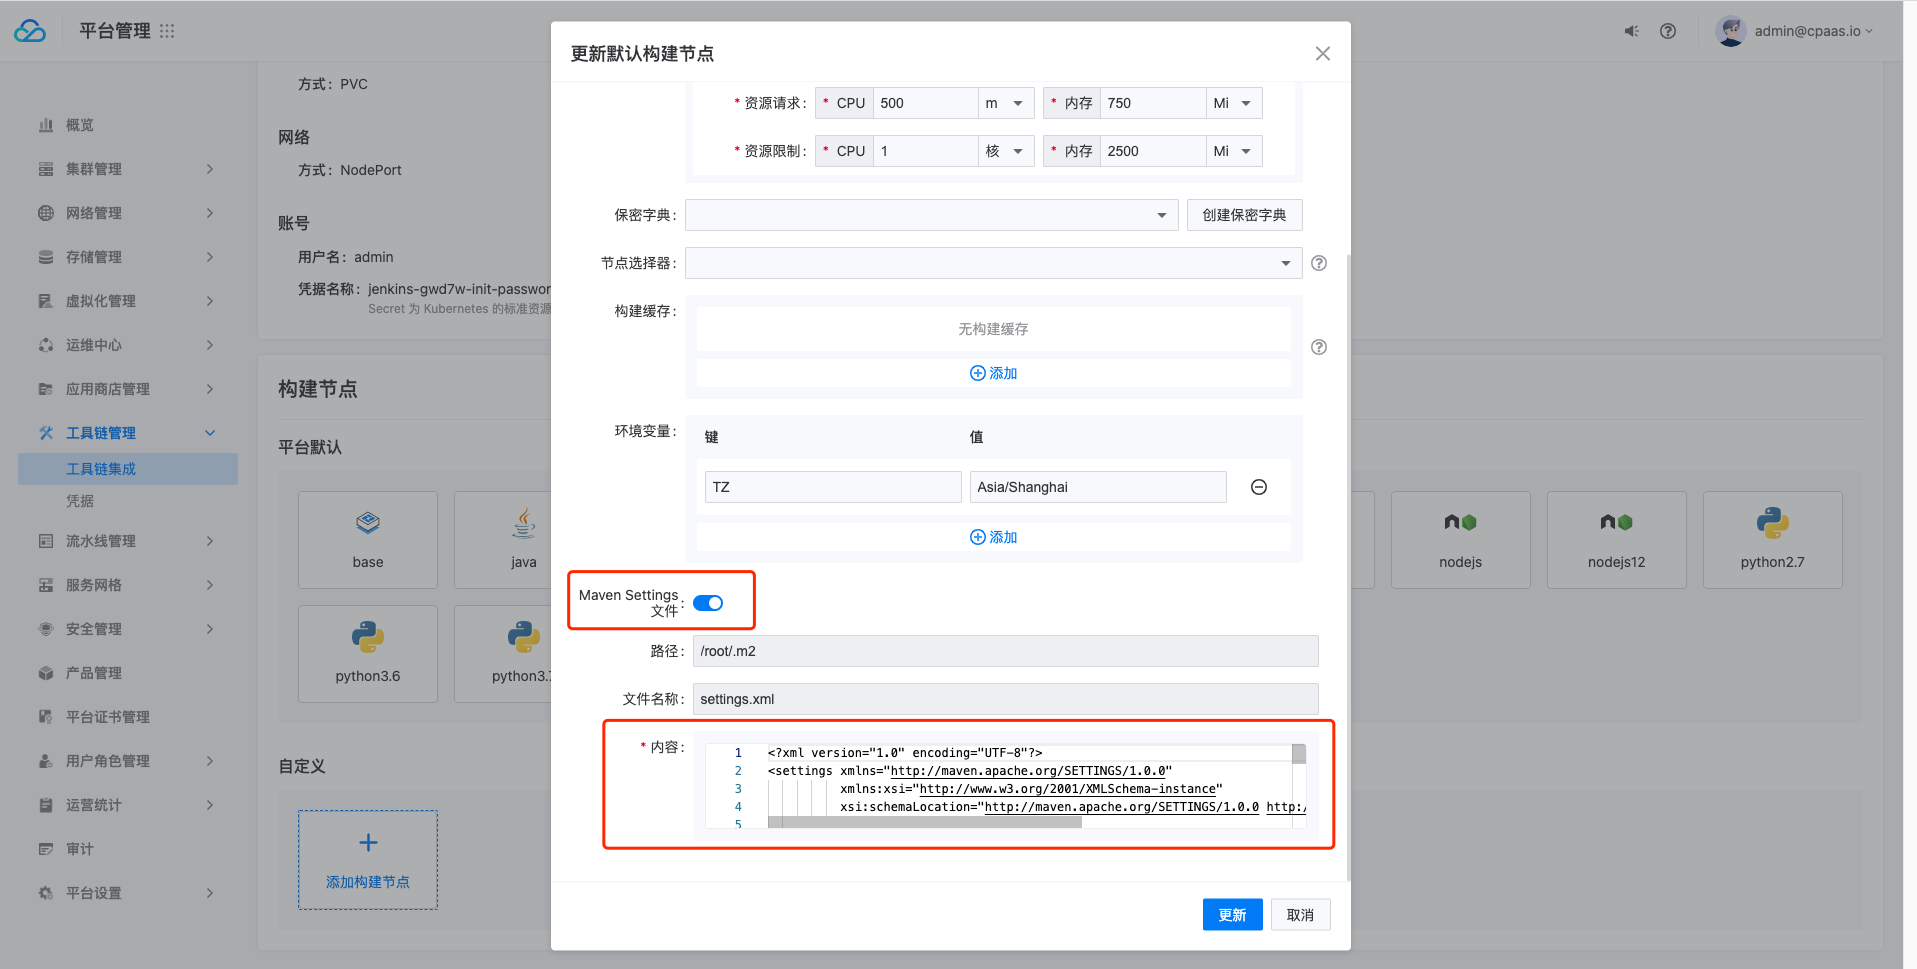 平台管理
admin@cpaas.io
概览
集群管理
网络管理
存储管理
虚拟化管理
运维中心
应用商店管理
工具链管理
工具链集成
凭据
流水线管理
服务网格
安全管理
产品管理
平台证书管理
用户角色管理
运营统计
审计
平台设置
方式： PVC
网络
方式： NodePort
账号
用户名： admin
凭据名称： jenkins-gwd7w-init-passwor
Secret 为 Kubernetes 的标准资源
构建节点
平台默认
base
java
nodejs
nodejs12
python2.7
python3.6
python3.7
自定义
添加构建节点
更新默认构建节点
* 资源请求： * CPU 500 m * 内存 750 Mi
* 资源限制： * CPU 1 核 * 内存 2500 Mi
保密字典： 创建保密字典
节点选择器：
构建缓存：
无构建缓存
添加
环境变量： 键 值
TZ Asia/Shanghai
添加
Maven Settings
文件：
路径： /root/.m2
文件名称： settings.xml
* 内容：
1 <?xml version="1.0" encoding="UTF-8"?>
2 <settings xmlns="http://maven.apache.org/SETTINGS/1.0.0"
3 xmlns:xsi="http://www.w3.org/2001/XMLSchema-instance"
4 xsi:schemaLocation="http://maven.apache.org/SETTINGS/1.0.0 http:/
5
更新 取消